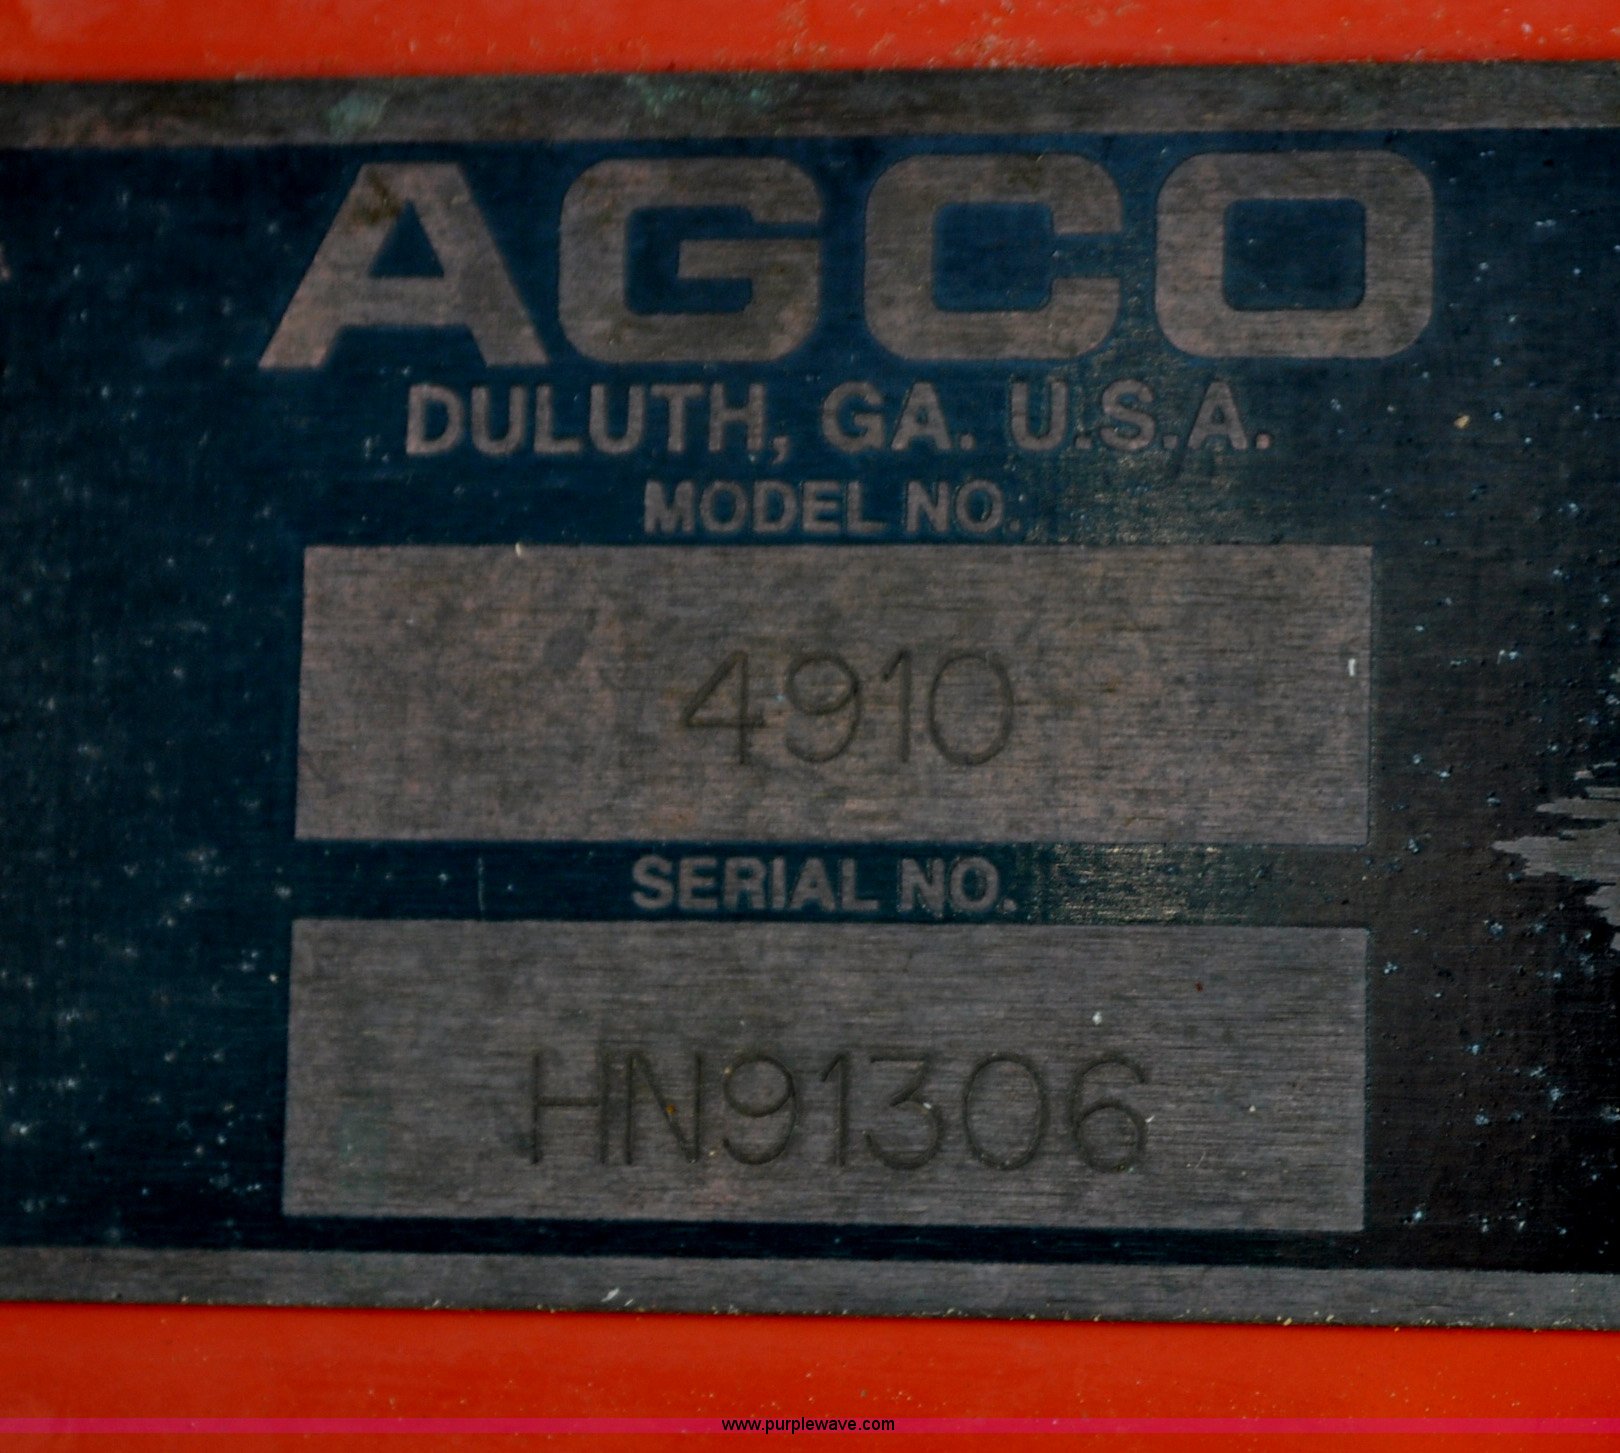 AGCO
DULUTH, GA. U.S.A.
MODEL NO.
4910
SERIAL NO.
HN91306
www.purplewave.com